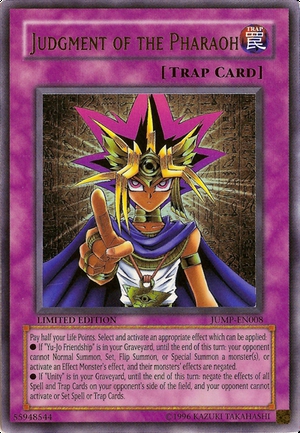 JUDGMENT OF THE PHARAOH
TRAP
罠
[TRAP CARD]
LIMITED EDITION
JUMP-EN008
Pay half your Life Points. Select and activate an appropriate effect which can be applied:
● If "Yu-Jo Friendship" is in your Graveyard, until the end of this turn: your opponent
cannot Normal Summon, Set, Flip Summon, or Special Summon a monster(s), or
activate an Effect Monster's effect, and their monsters' effects are negated.
● If "Unity" is in your Graveyard, until the end of this turn: negate the effects of all
Spell and Trap Cards on your opponent's side of the field, and your opponent cannot
activate or Set Spell or Trap Cards.
55948544
©1996 KAZUKI TAKAHASHI